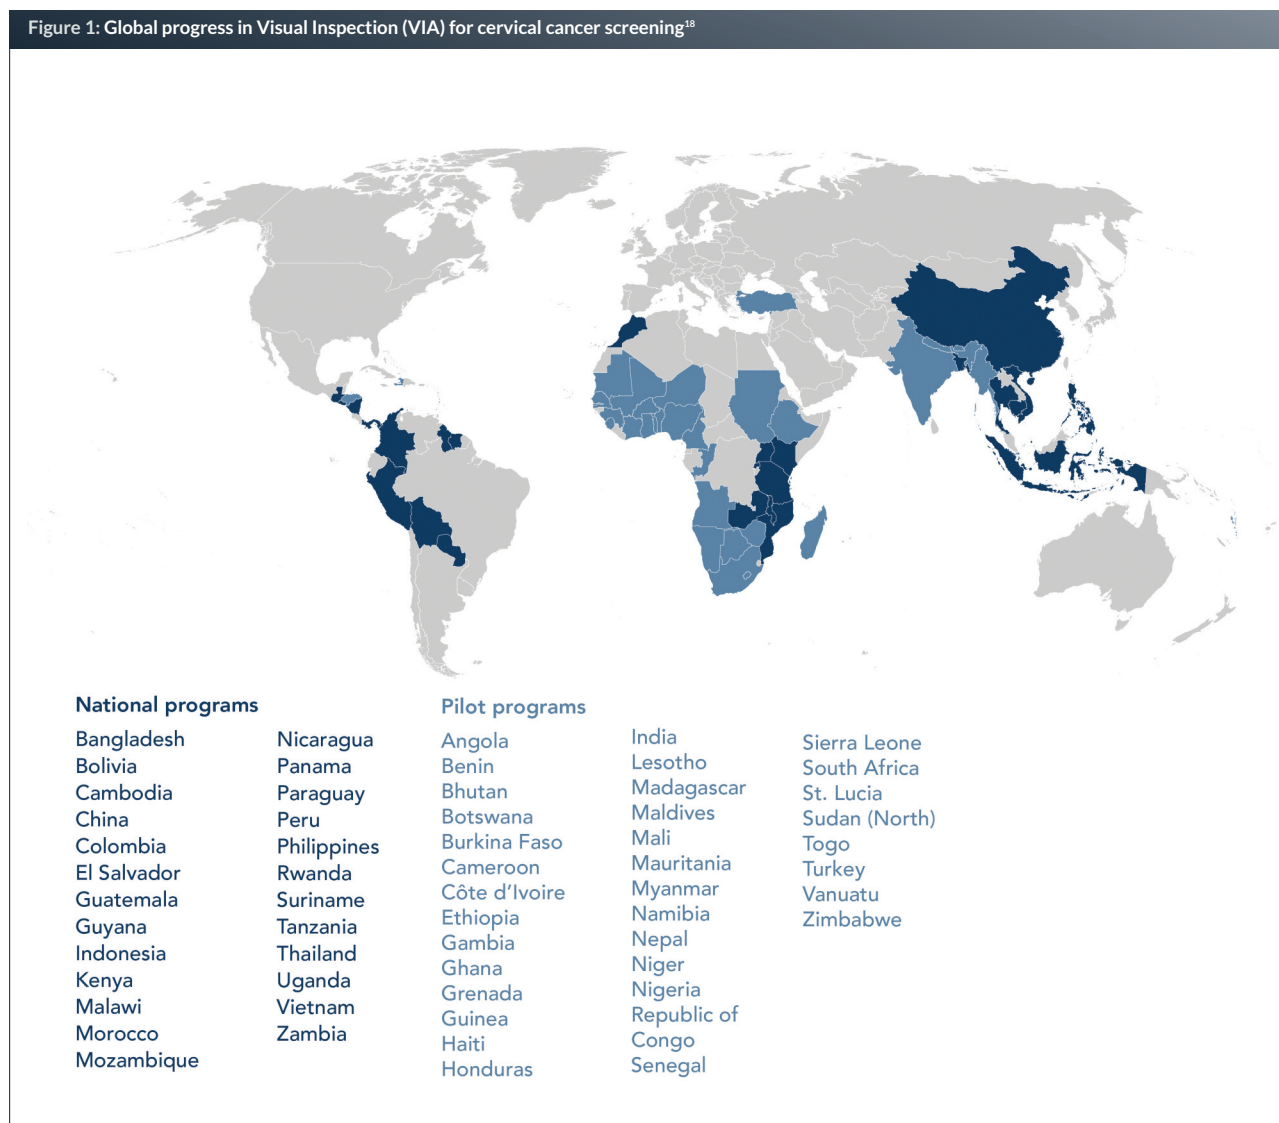 Figure 1: Global progress in Visual Inspection (VIA) for cervical cancer screening18
National programs
Bangladesh
Bolivia
Cambodia
China
Colombia
El Salvador
Guatemala
Guyana
Indonesia
Kenya
Malawi
Morocco
Mozambique
Nicaragua
Panama
Paraguay
Peru
Philippines
Rwanda
Suriname
Tanzania
Thailand
Uganda
Vietnam
Zambia
Pilot programs
Angola
Benin
Bhutan
Botswana
Burkina Faso
Cameroon
Côte d’Ivoire
Ethiopia
Gambia
Ghana
Grenada
Guinea
Haiti
Honduras
India
Lesotho
Madagascar
Maldives
Mali
Mauritania
Myanmar
Namibia
Nepal
Niger
Nigeria
Republic of
Congo
Senegal
Sierra Leone
South Africa
St. Lucia
Sudan (North)
Togo
Turkey
Vanuatu
Zimbabwe